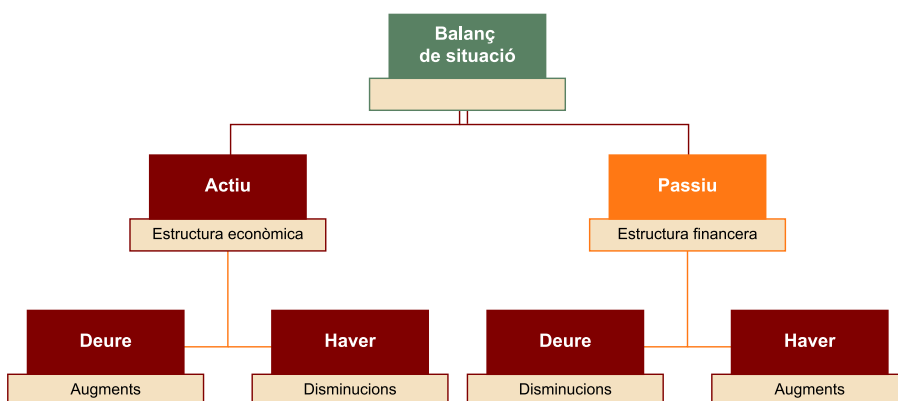 Balanç
de situació
Actiu
Passiu
Estructura econòmica
Estructura financera
Deure
Haver
Deure
Haver
Augments
Disminucions
Disminucions
Augments